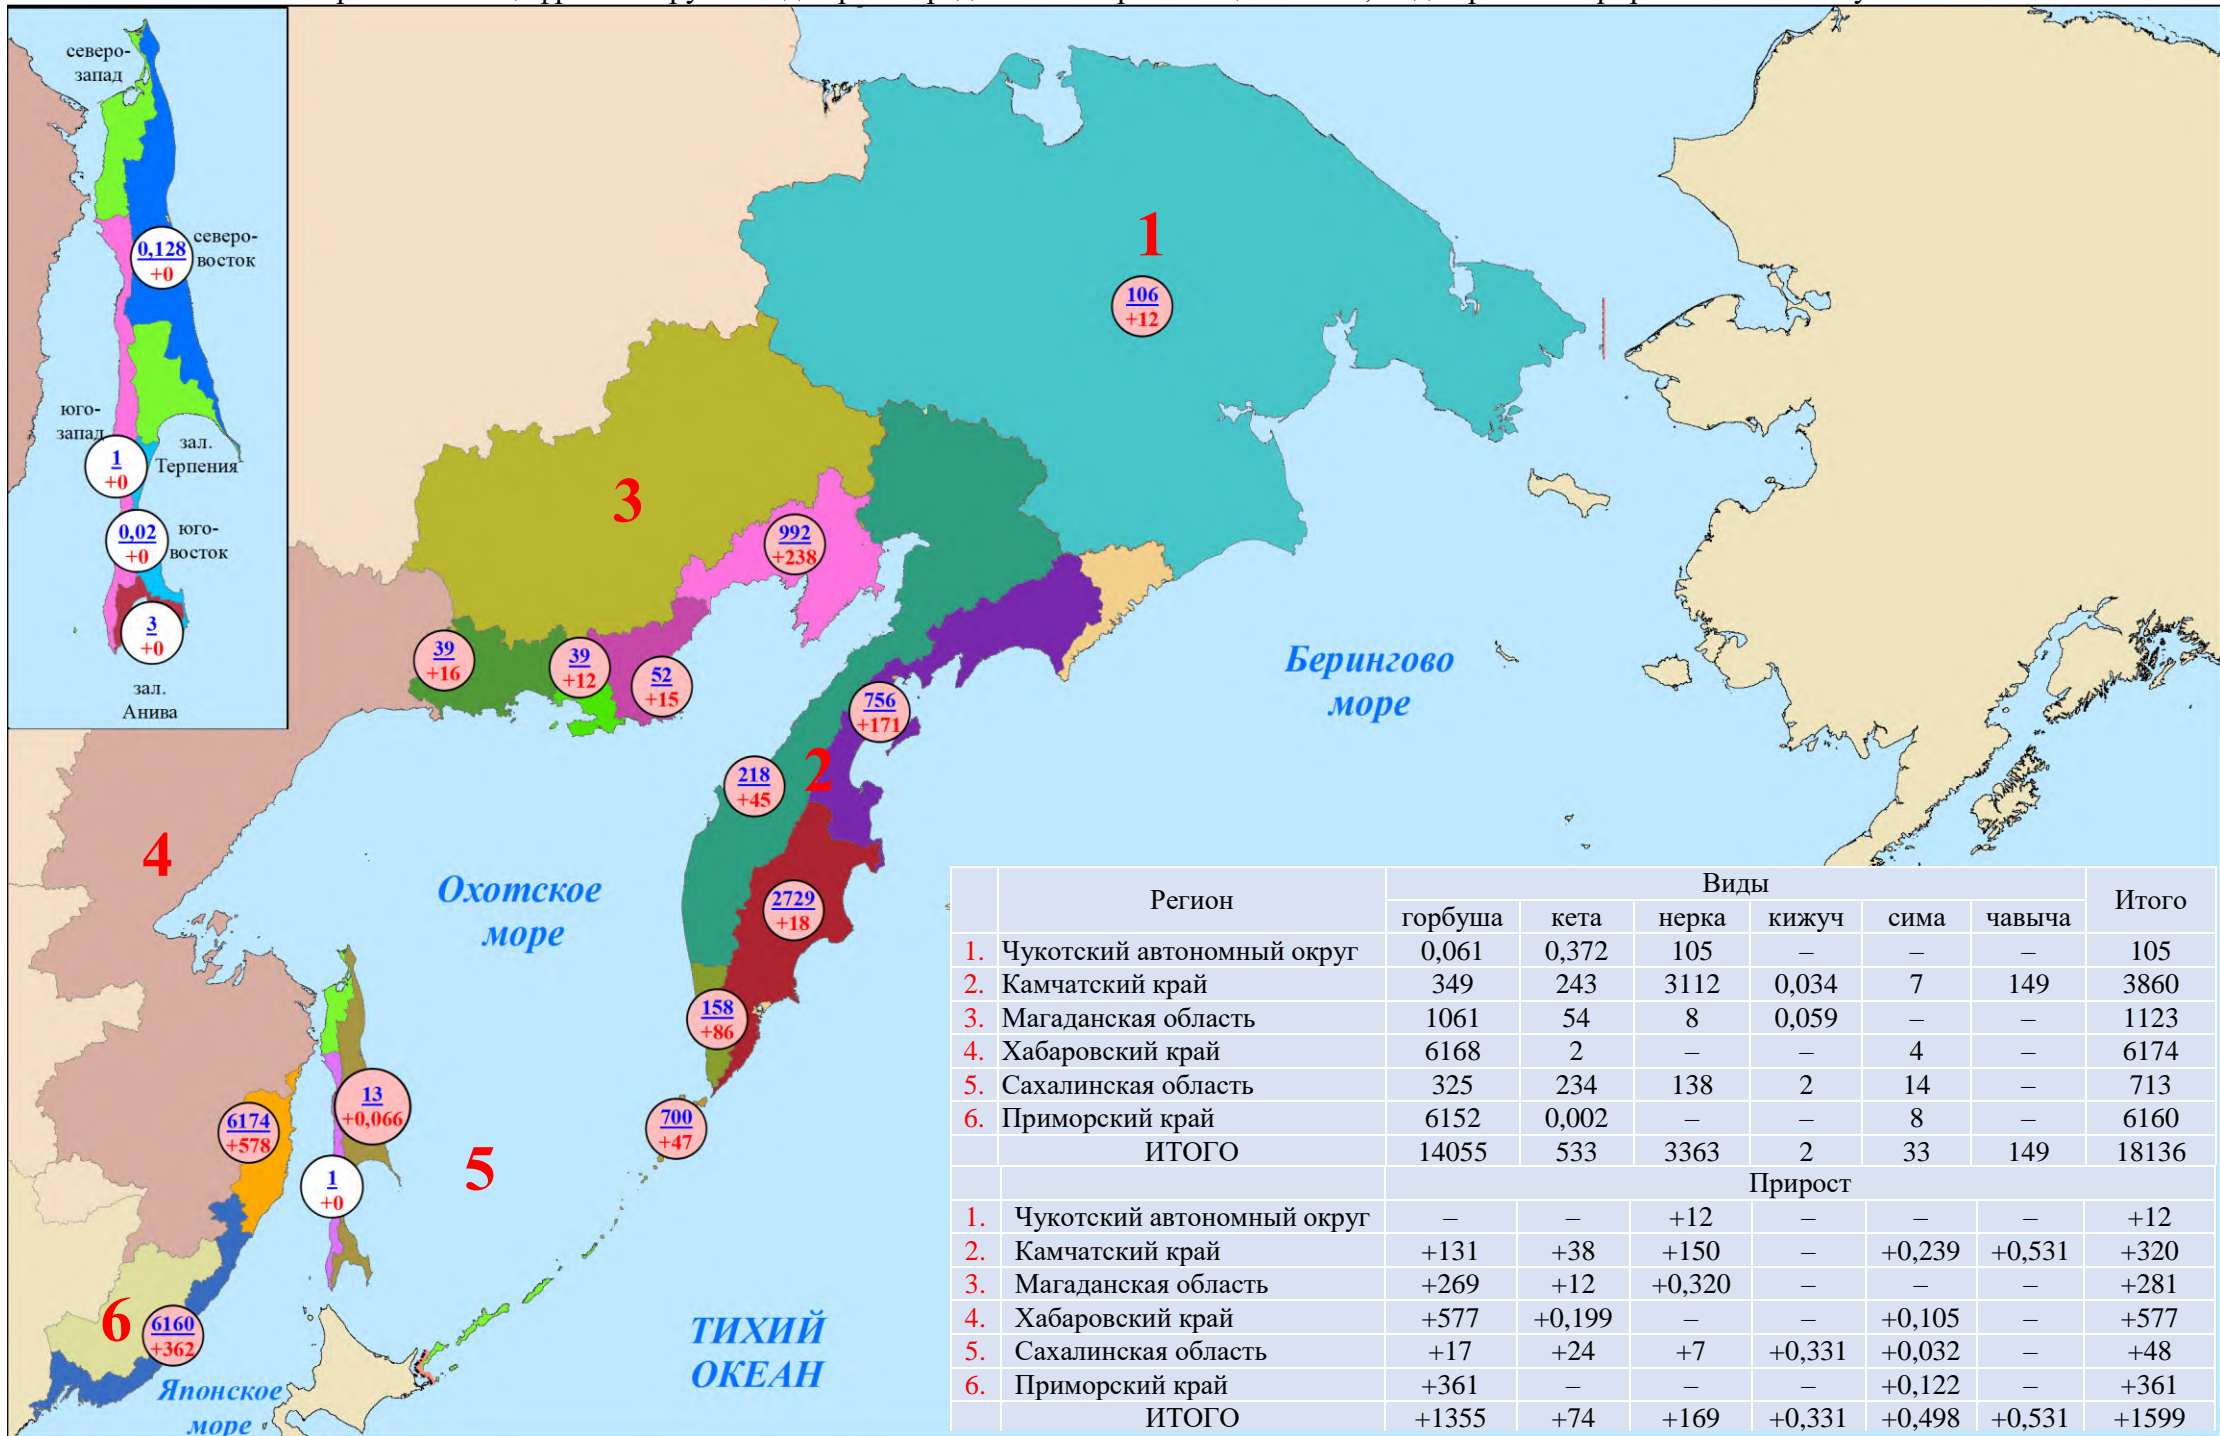 северо-
запад
0,128
+0
северо-
восток
юго-
запад
1
+0
зал.
Терпения
0,02
+0
юго-
восток
3
+0
зал.
Анива
1
106
+12
3
992
+238
39
+16
39
+12
52
+15
Берингово
море
756
+171
2
218
+45
4
Охотское
море
2729
+18
158
+86
13
+0,066
700
+47
6174
+578
5
1
+0
6
6160
+362
ТИХИЙ
ОКЕАН
Японское
море
Регион Виды Итого
горбуша кета нерка кижуч сима чавыча
1. Чукотский автономный округ 0,061 0,372 105 – – – 105
2. Камчатский край 349 243 3112 0,034 7 149 3860
3. Магаданская область 1061 54 8 0,059 – – 1123
4. Хабаровский край 6168 2 – – 4 – 6174
5. Сахалинская область 325 234 138 2 14 – 713
6. Приморский край 6152 0,002 – – 8 – 6160
ИТОГО 14055 533 3363 2 33 149 18136
Прирост
1. Чукотский автономный округ – – +12 – – – +12
2. Камчатский край +131 +38 +150 – +0,239 +0,531 +320
3. Магаданская область +269 +12 +0,320 – – – +281
4. Хабаровский край +577 +0,199 – – +0,105 – +577
5. Сахалинская область +17 +24 +7 +0,331 +0,032 – +48
6. Приморский край +361 – – – +0,122 – +361
ИТОГО +1355 +74 +169 +0,331 +0,498 +0,531 +1599